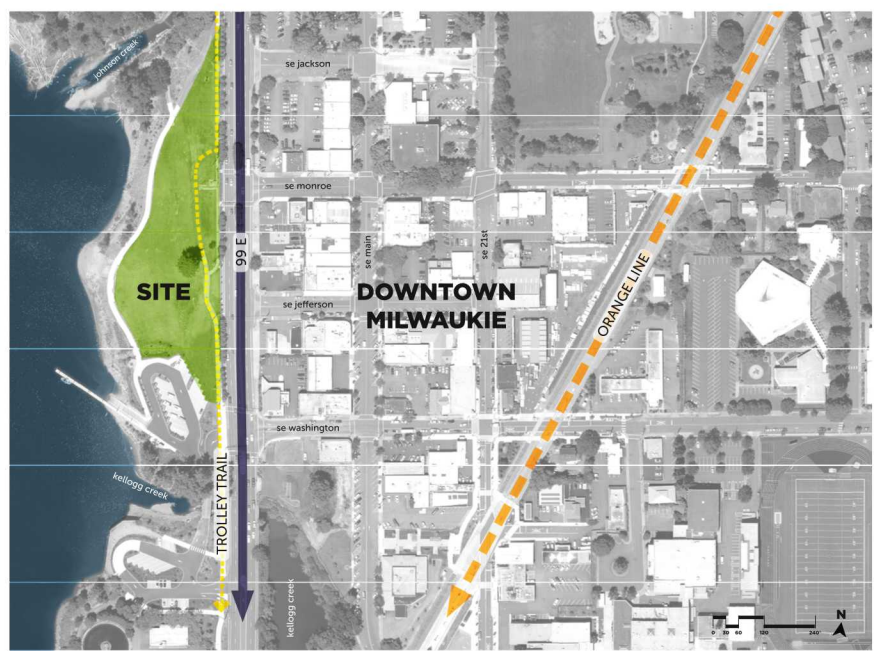 johnson creek
se jackson
se monroe
99 E
se main
se 21st
SITE
se jefferson
DOWNTOWN
MILWAUKIE
ORANGE LINE
se washington
TROLLEY TRAIL
kellogg creek
kellogg creek
N
0 30 60 120 240'